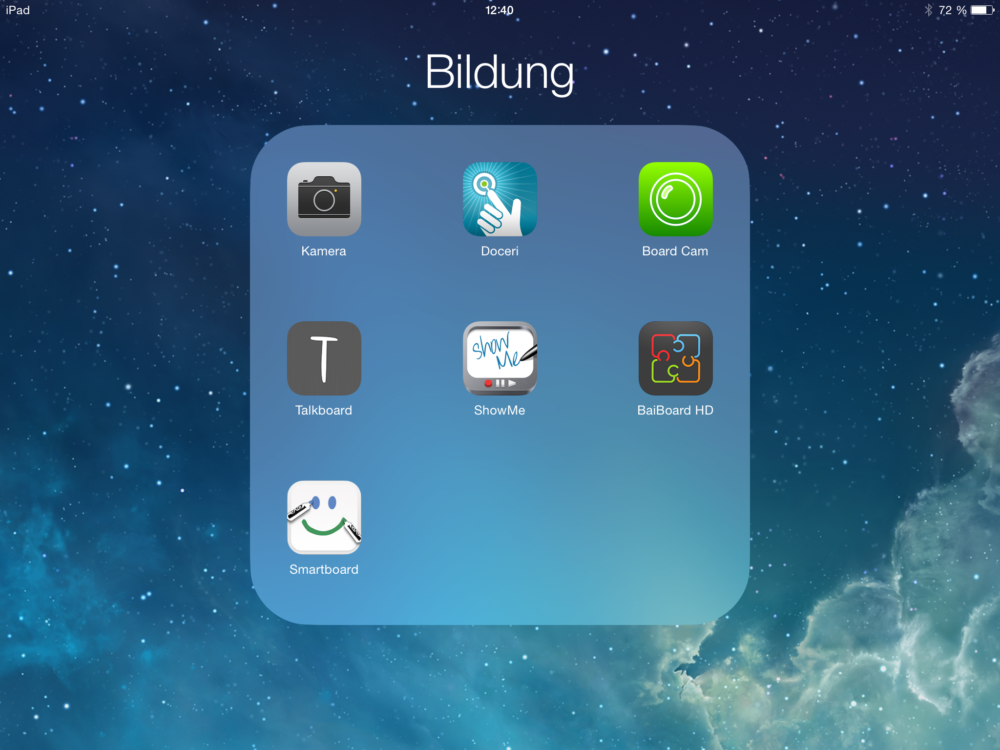 iPad 12:40 72 %
Bildung
Kamera Doceri Board Cam
T
show
Me
Talkboard ShowMe BaiBoard HD
Smartboard